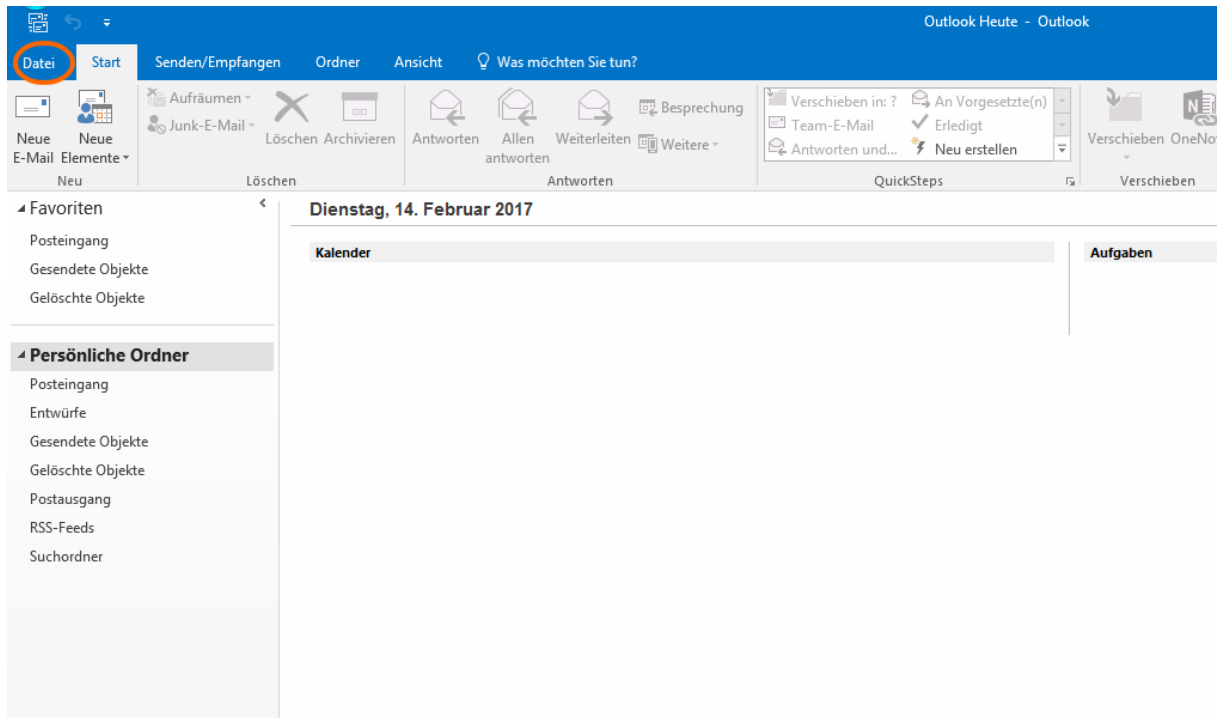 Outlook Heute - Outlook
Datei Start Senden/Empfangen Ordner Ansicht Was möchten Sie tun?
Neue E-Mail
Neue Elemente
Neu
Aufräumen
Junk-E-Mail
Löschen
Archivieren
Löschen
Antworten
Allen antworten
Weiterleiten
Besprechung
Weitere
Antworten
Verschieben in: ?
Team-E-Mail
Antworten und...
An Vorgesetzte(n)
Erledigt
Neu erstellen
QuickSteps
Verschieben
OneNo
Verschieben
Favoriten
Posteingang
Gesendete Objekte
Gelöschte Objekte
Persönliche Ordner
Posteingang
Entwürfe
Gesendete Objekte
Gelöschte Objekte
Postausgang
RSS-Feeds
Suchordner
Dienstag, 14. Februar 2017
Kalender
Aufgaben